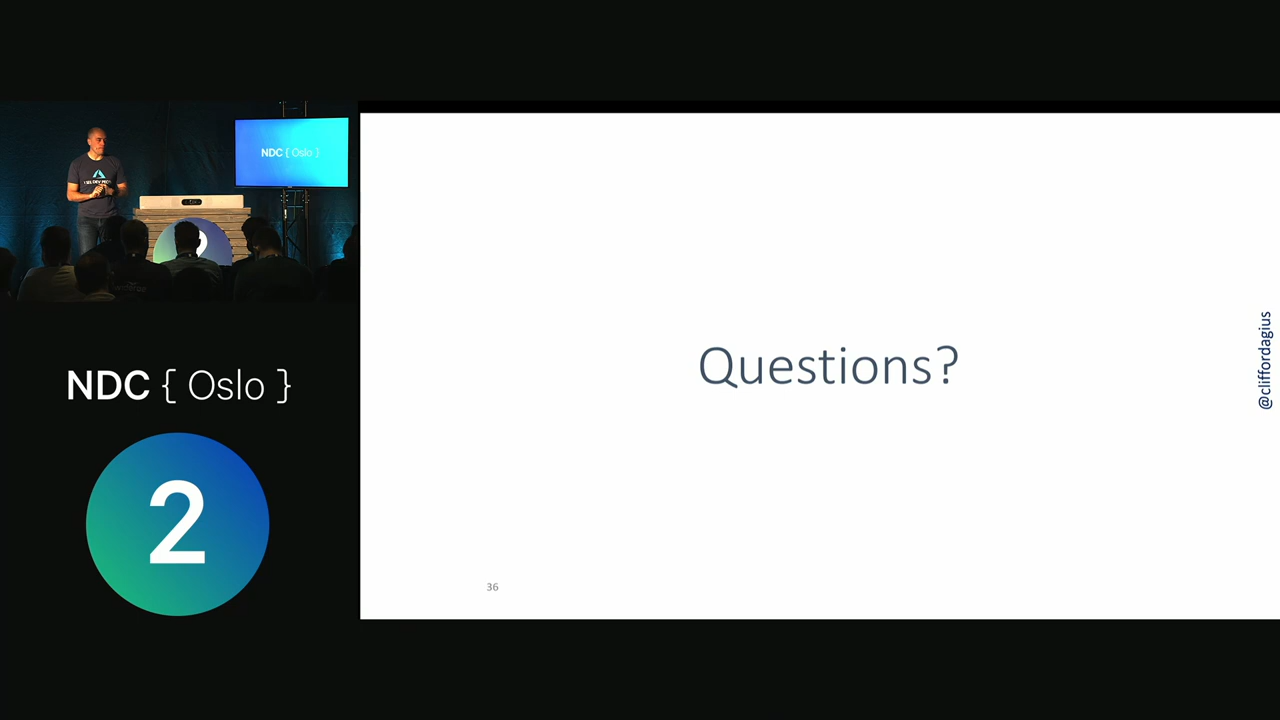 NDC { Oslo }
NDC { Oslo }
2
Questions?
36
@cliffordagius